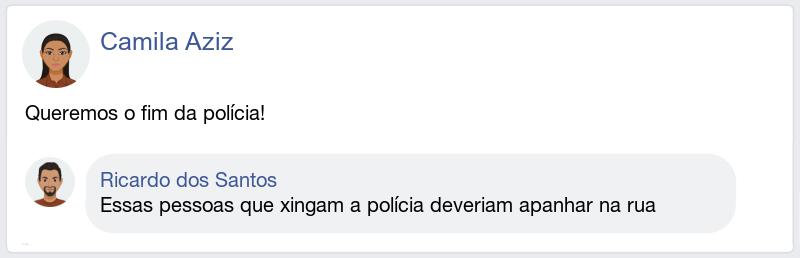 Camila Aziz
Queremos o fim da polícia!
Ricardo dos Santos
Essas pessoas que xingam a polícia deveriam apanhar na rua